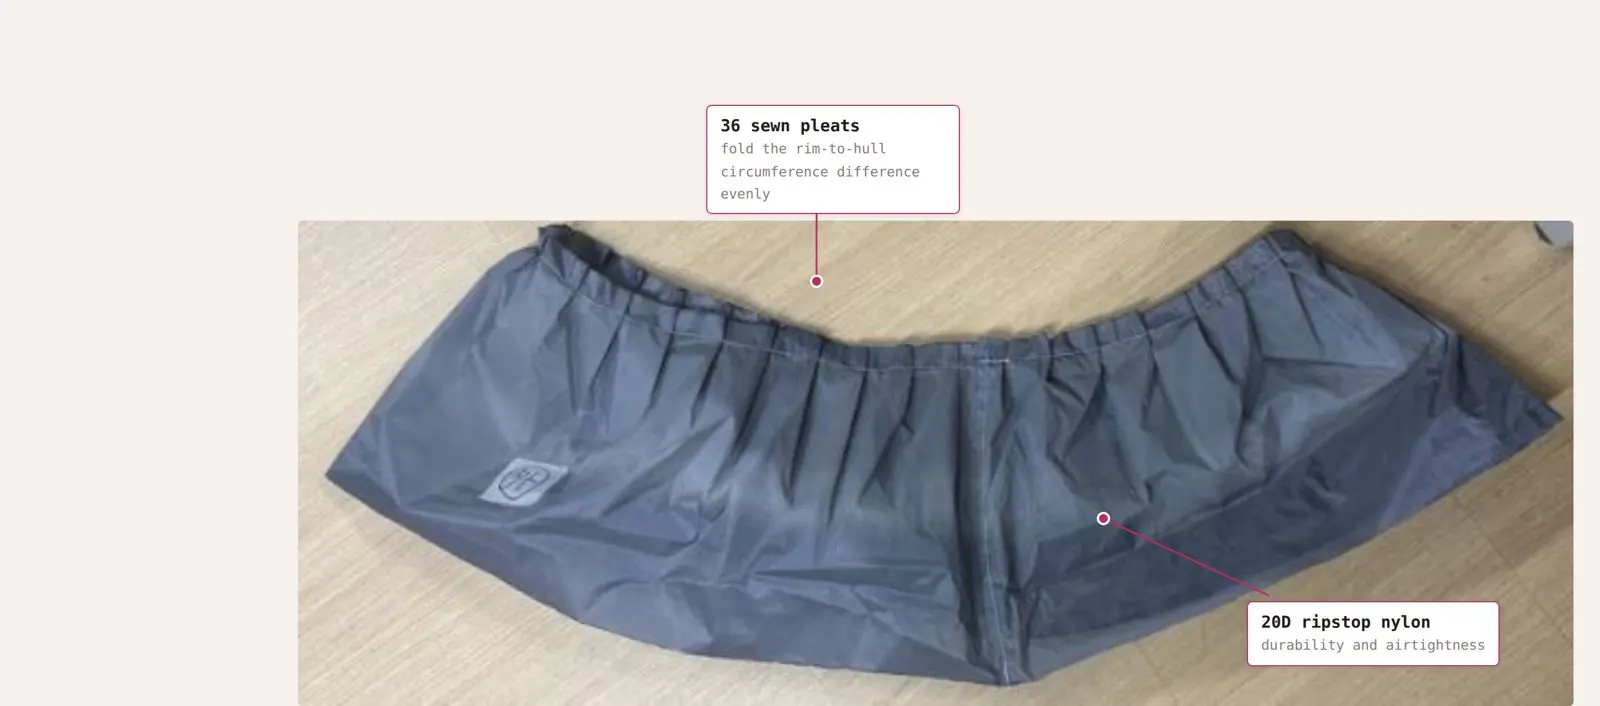 36 sewn pleats
fold the rim-to-hull
circumference difference
evenly
20D ripstop nylon
durability and airtightness